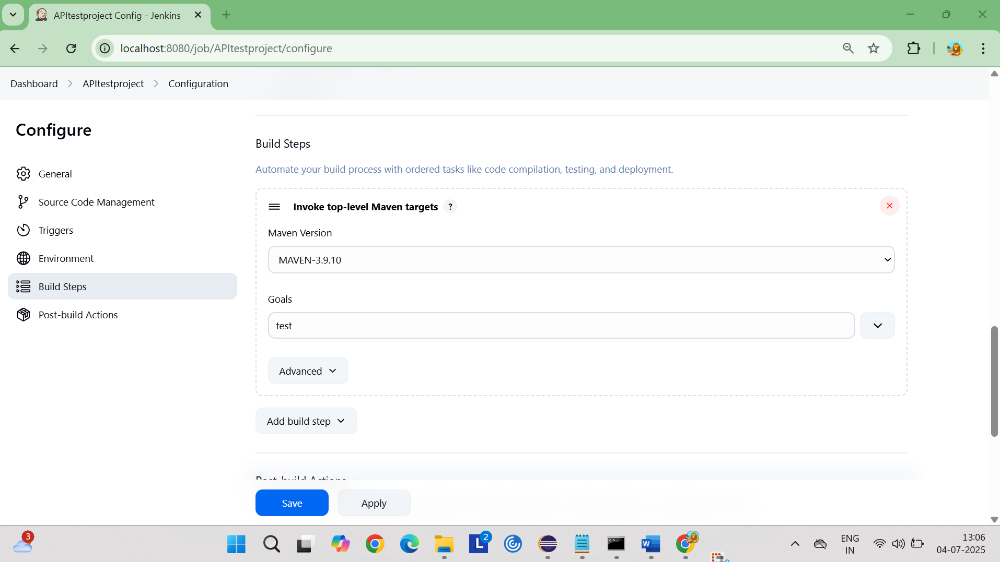 APItestproject Config - Jenkins
localhost:8080/job/APItestproject/configure
Dashboard
APItestproject
Configuration
Configure
General
Source Code Management
Triggers
Environment
Build Steps
Post-build Actions
Build Steps
Automate your build process with ordered tasks like code compilation, testing, and deployment.
Invoke top-level Maven targets ?
Maven Version
MAVEN-3.9.10
Goals
test
Advanced
Add build step
Post-build Actions
Save
Apply
3
L 2
C:\
W
ENG
IN
13:06
04-07-2025